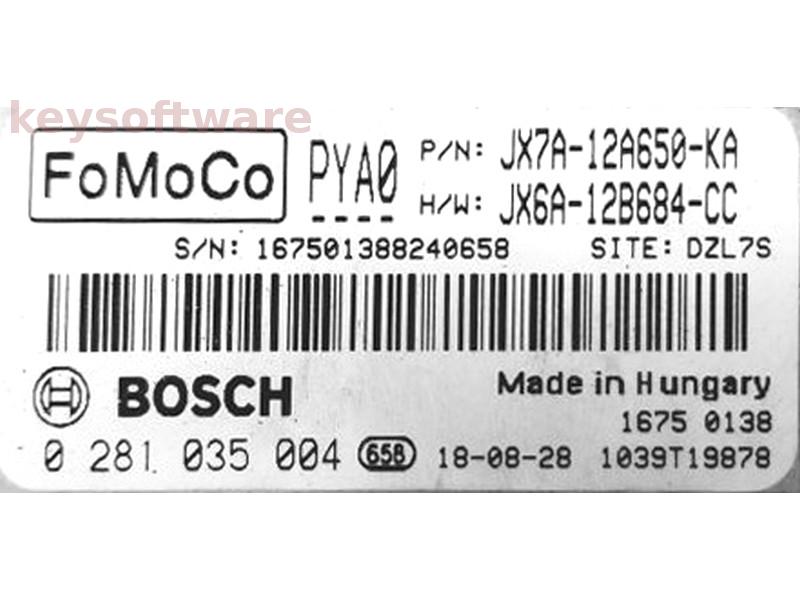 keysoftware
FoMoCo PYA0 P/N: JX7A-12A650-KA
H/W: JX6A-12B684-CC
S/N: 167501388240658 SITE: DZL7S
BOSCH Made in Hungary
1675 0138
0 281 035 004 658 18-08-28 1039T19878